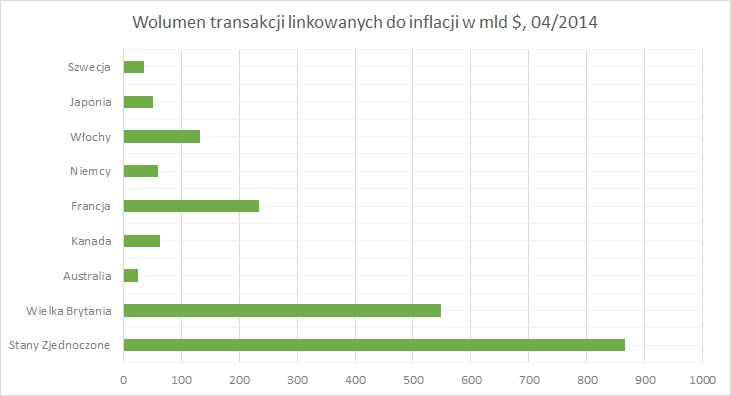 Wolumen transakcji linkowanych do inflacji w mld $, 04/2014
Szwecja
Japonia
Włochy
Niemcy
Francja
Kanada
Australia
Wielka Brytania
Stany Zjednoczone
0 100 200 300 400 500 600 700 800 900 1000